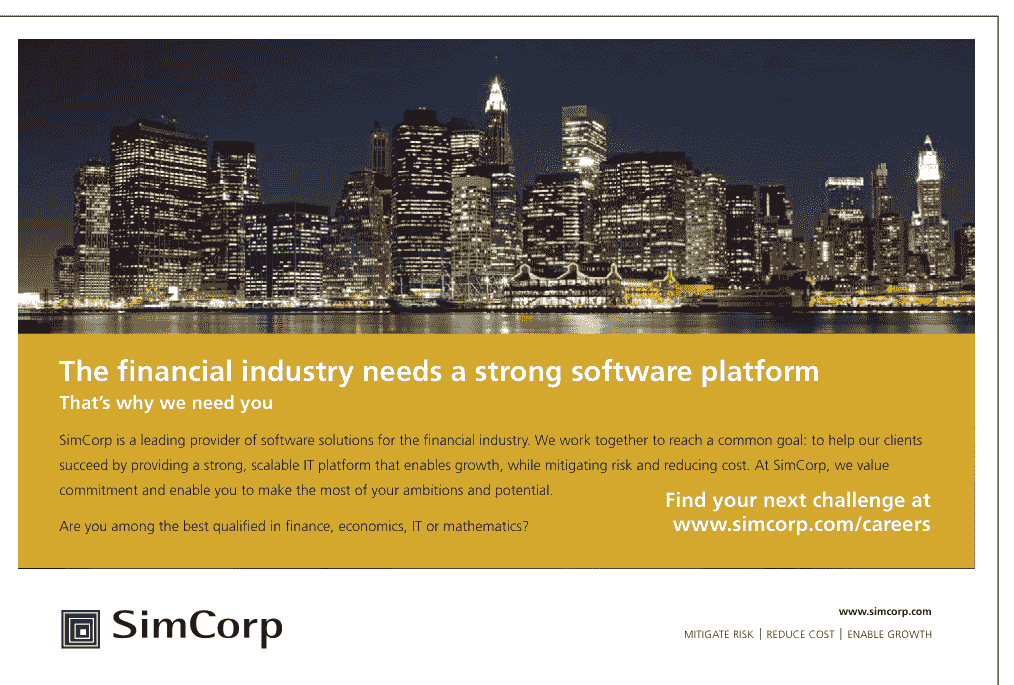 The financial industry needs a strong software platform
That’s why we need you
SimCorp is a leading provider of software solutions for the financial industry. We work together to reach a common goal: to help our clients
succeed by providing a strong, scalable IT platform that enables growth, while mitigating risk and reducing cost. At SimCorp, we value
commitment and enable you to make the most of your ambitions and potential.
Are you among the best qualified in finance, economics, IT or mathematics?
Find your next challenge at
www.simcorp.com/careers
SimCorp
www.simcorp.com
MITIGATE RISK | REDUCE COST | ENABLE GROWTH